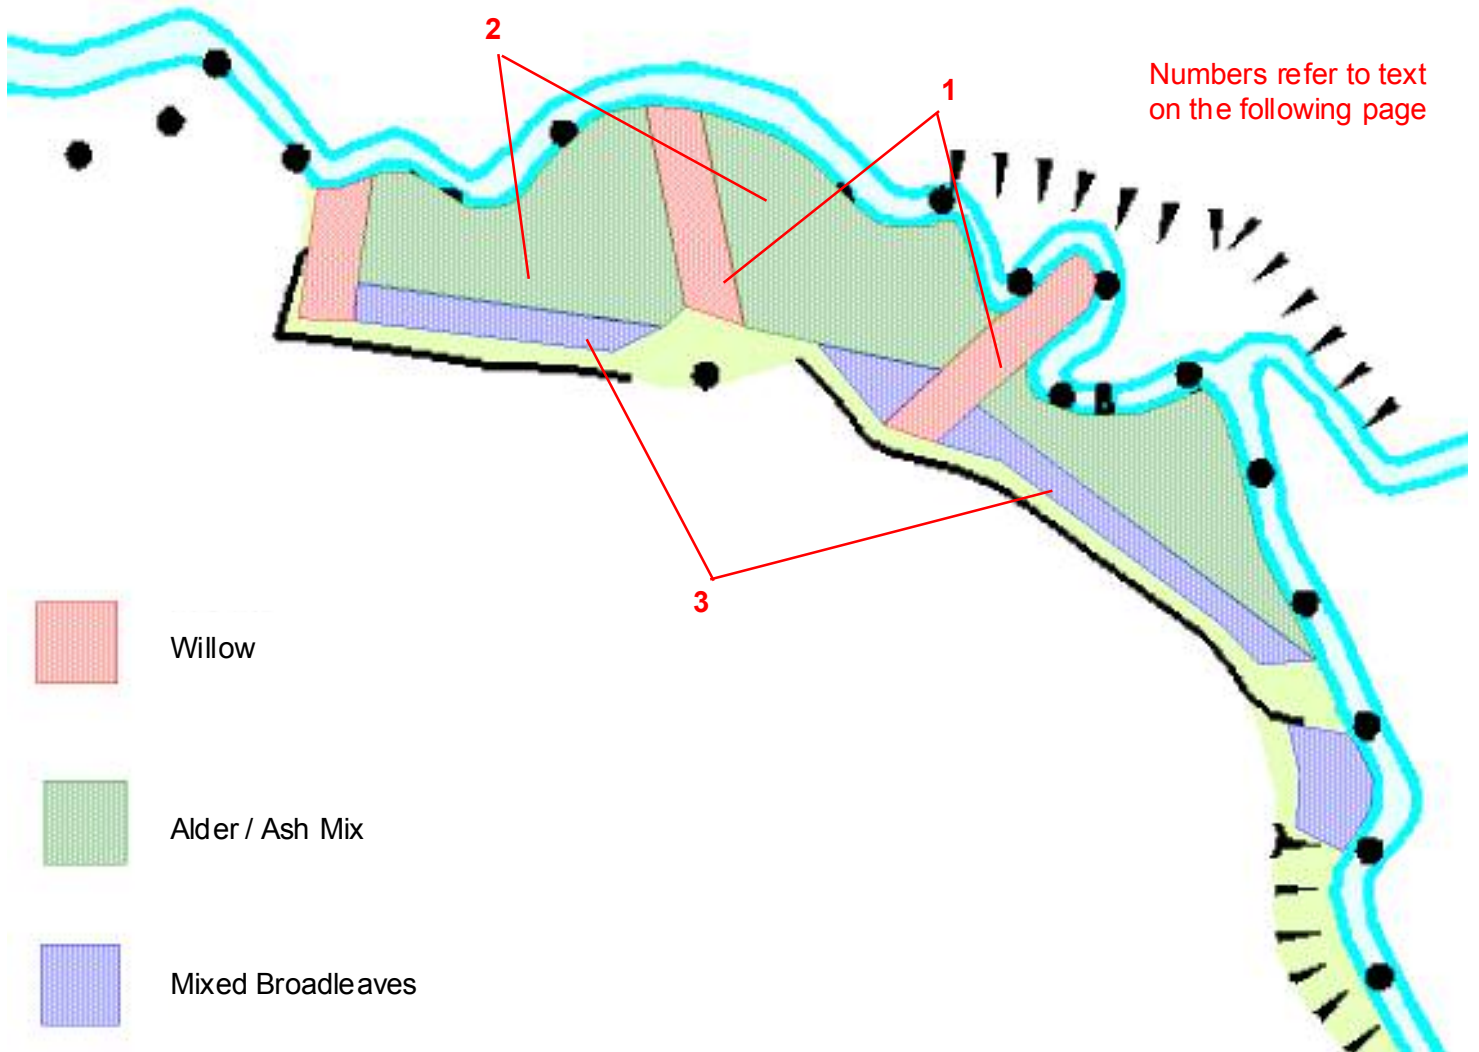 2
Numbers refer to text
on the following page
1
3
Willow
Alder / Ash Mix
Mixed Broadleaves